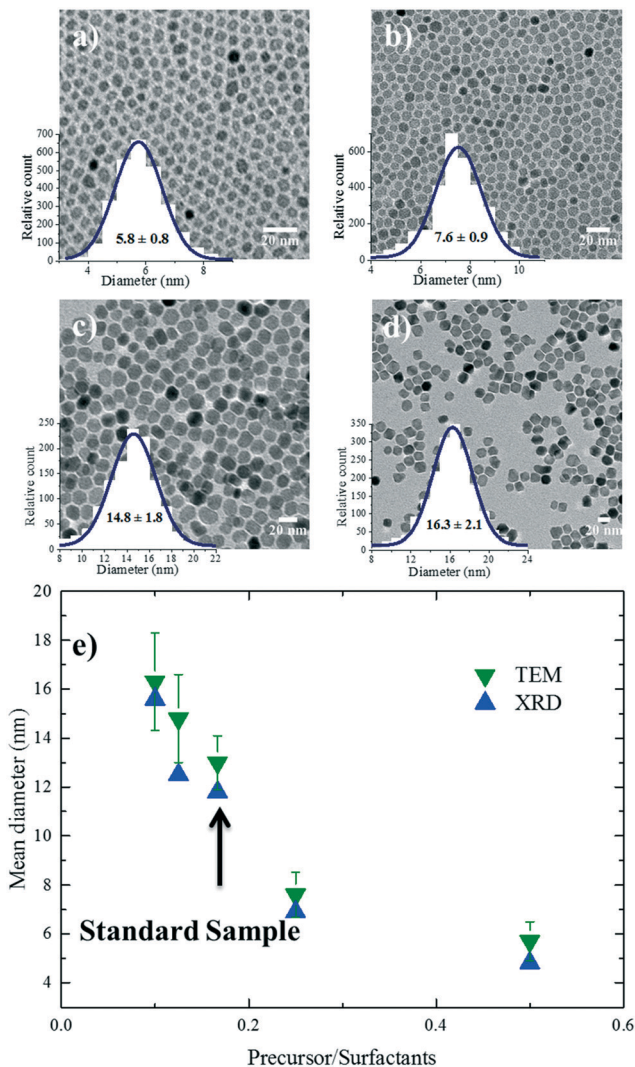 a)
700
600
500
400
300
200
100
0
Relative count
5.8 ± 0.8
20 nm
4 6 8
Diameter (nm)
b)
600
400
200
0
Relative count
7.6 ± 0.9
20 nm
4 6 8 10
Diameter (nm)
c)
250
200
150
100
50
0
Relative count
14.8 ± 1.8
20 nm
8 10 12 14 16 18 20 22
Diameter (nm)
d)
350
300
250
200
150
100
50
0
Relative count
16.3 ± 2.1
20 nm
8 12 16 20 24
Diameter (nm)
e)
20
18
16
14
12
10
8
6
4
Mean diameter (nm)
TEM
XRD
Standard Sample
0.0 0.2 0.4 0.6
Precursor/Surfactants